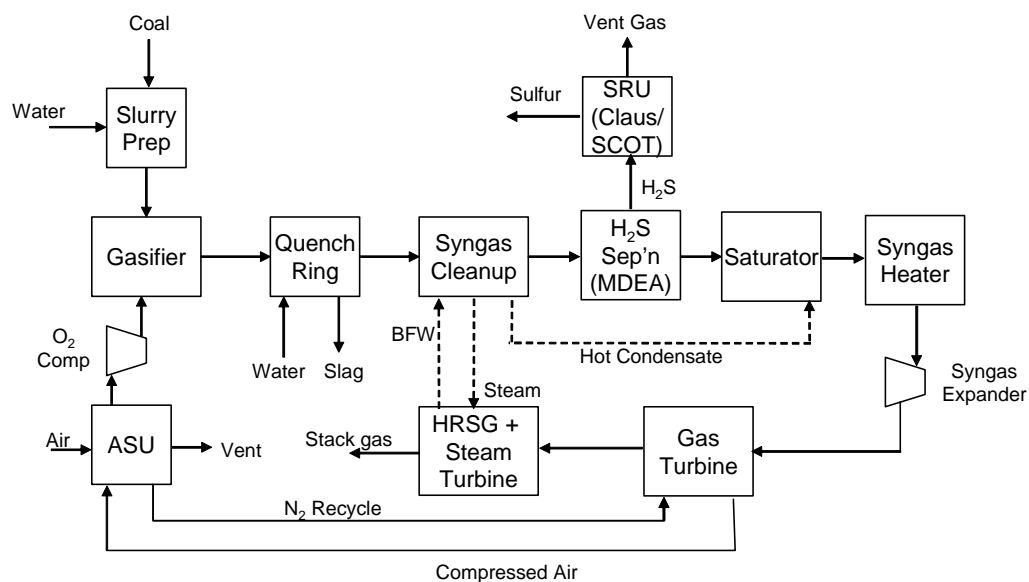 Coal
Vent Gas
Water
Slurry
Prep
Sulfur
SRU
(Claus/
SCOT)
H₂S
Gasifier
Quench
Ring
Syngas
Cleanup
H₂S
Sep'n
(MDEA)
Saturator
Syngas
Heater
O₂
Comp
Water
Slag
BFW
Hot Condensate
Steam
Syngas
Expander
Air
ASU
Vent
Stack gas
HRSG +
Steam
Turbine
Gas
Turbine
N₂ Recycle
Compressed Air